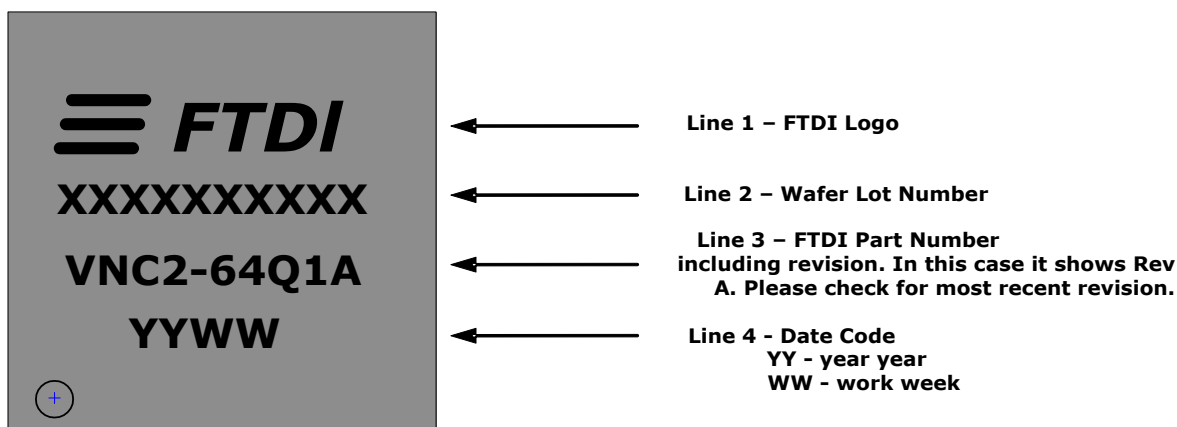 FTDI
Line 1 – FTDI Logo
XXXXXXXXXX
Line 2 – Wafer Lot Number
VNC2-64Q1A
Line 3 – FTDI Part Number
including revision. In this case it shows Rev
A. Please check for most recent revision.
YYWW
Line 4 - Date Code
YY - year year
WW - work week